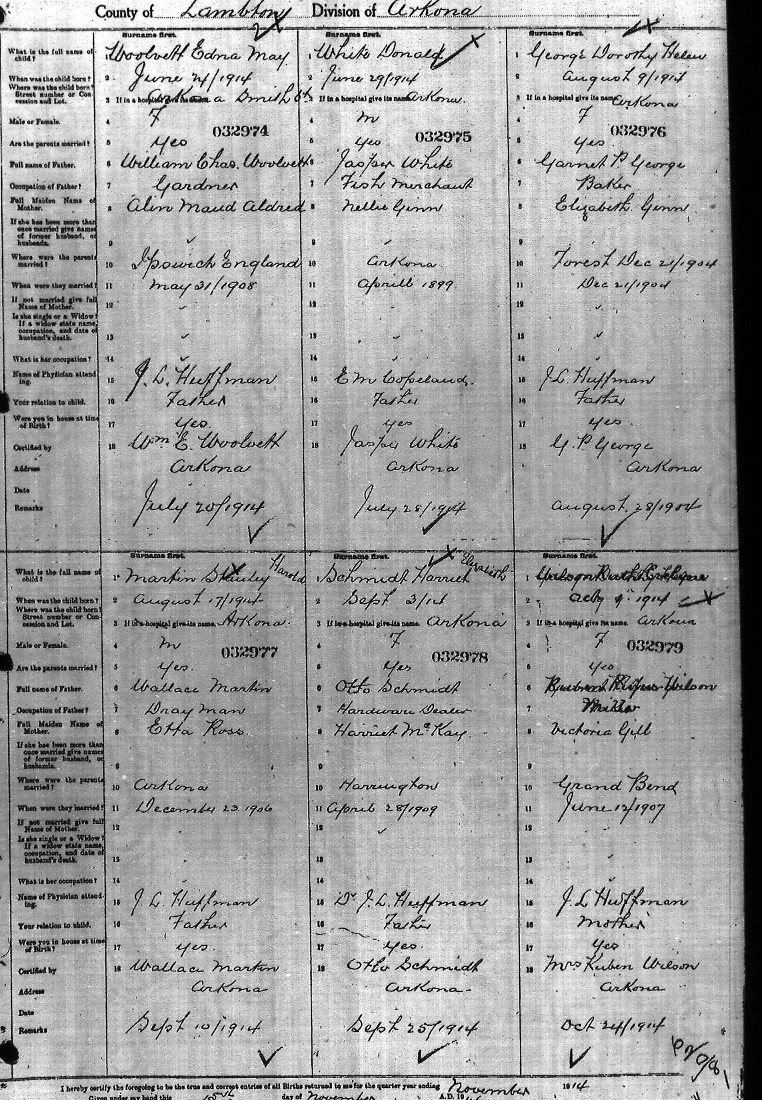 County of Lambton Division of Arkona
Surname first. Surname first. Surname first.
What is the full name of child? 1 Woolvett Edna May 1 White Donald 1 George Dorothy Helen
When was the child born? 2 June 24/1914 2 June 29/1914 2 August 9/1914
Where was the child born? Street number or Concession and Lot. 3 If in a hospital give its name. Arkona Smith St 3 If in a hospital give its name. Arkona. 3 If in a hospital give its name. Arkona
Male or Female. 4 F 4 m 4 F
032974 032975 032976
Are the parents married? 5 Yes 5 yes 5 yes.
Full name of Father. 6 William Chas. Woolvett 6 Jasper White 6 Garnet P George
Occupation of Father? 7 Gardner 7 Fish Merchant 7 Baker
Full Maiden Name of Mother. 8 Maud Aldred 8 Nellie Ginn 8 Elizabeth Genn
If she has been more than once married give names of former husband, or husbands. 9 9 9
Where were the parents married? 10 Ipswich England 10 Arkona 10 Forest Dec 21/1904
When were they married? 11 May 31/1908 11 Aprill 1899. 11 Dec 21/1904
If not married give full Name of Mother. 12 12 12
Is she single or a Widow? If a widow state name, occupation, and date of husband's death. 13 13 13
What is her occupation? 14 14 14
Name of Physician attending. 15 J. L. Huffman 15 E M Copeland. 15 J L Huffman
Your relation to child. 16 Father 16 Father 16 Father
Were you in house at time of Birth? 17 yes. 17 yes 17 yes.
Certified by 18 Wm E. Woolvett 18 Jasper White 18 G. P. George
Address Arkona Arkona Arkona
Date
Remarks July 20/1914 July 28/1914 August 28/1904
Surname first. Surname first. Surname first.
What is the full name of child? 1 Martin Stanley Harold 1 Schmidt Harriet Elizabeth 1 Wilson Ruth
When was the child born? 2 August 17/1914 2 Sept 3/14 2 1914
Where was the child born? Street number or Concession and Lot. 3 If in a hospital give its name. Arkona. 3 If in a hospital give its name. Arkona 3 If in a hospital give its name. Arkona
Male or Female. 4 m 4 F 4 F
032977 032978 032979
Are the parents married? 5 Yes. 5 Yes 5 yes
Full name of Father. 6 Wallace Martin 6 Otto Schmidt 6 Wilson
Occupation of Father? 7 Dray man 7 Hardware Dealer 7
Full Maiden Name of Mother. 8 Etta Ross 8 Harriet McKay 8 Victoria Gill
If she has been more than once married give names of former husband, or husbands. 9 9 9
Where were the parents married? 10 Arkona 10 Harrington 10 Grand Bend
When were they married? 11 December 23 1906 11 April 28/1909 11 June 12/1907
If not married give full Name of Mother. 12 12 12
Is she single or a Widow? If a widow state name, occupation, and date of husband's death. 13 13 13
What is her occupation? 14 14 14
Name of Physician attending. 15 J. L. Huffman 15 Dr J. L. Huffman 15 J. L Huffman
Your relation to child. 16 Father 16 Father 16 Mother
Were you in house at time of Birth? 17 yes. 17 Yes. 17 Yes
Certified by 18 Wallace Martin 18 Otto Schmidt 18 Mrs Ruben Wilson
Address Arkona Arkona Arkona
Date
Remarks Sept 10/1914 Sept 25/1914 Oct 24/1914
I hereby certify the foregoing to be the true and correct entries of all Births returned to me for the quarter year ending November 1914
Given under my hand this 15th day of November A.D. 19